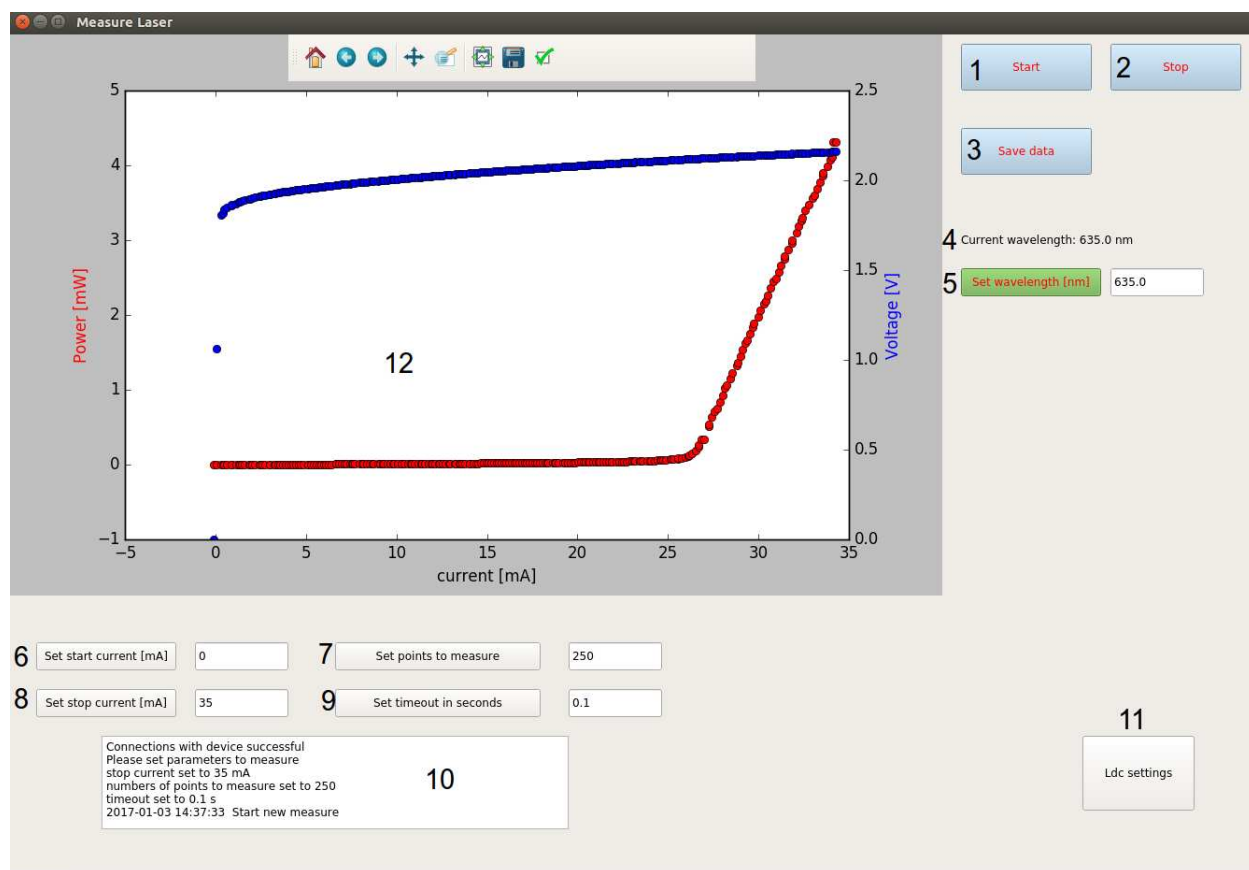 Measure Laser
1 Start
2 Stop
3 Save data
4 Current wavelength: 635.0 nm
5 Set wavelength [nm] 635.0
5
4
3
2
1
0
−1
Power [mW]
2.5
2.0
1.5
1.0
0.5
0.0
Voltage [V]
12
−5 0 5 10 15 20 25 30 35
current [mA]
6 Set start current [mA] 0
7 Set points to measure 250
8 Set stop current [mA] 35
9 Set timeout in seconds 0.1
Connections with device successful
Please set parameters to measure
stop current set to 35 mA
numbers of points to measure set to 250
timeout set to 0.1 s
2017-01-03 14:37:33 Start new measure
10
11
Ldc settings